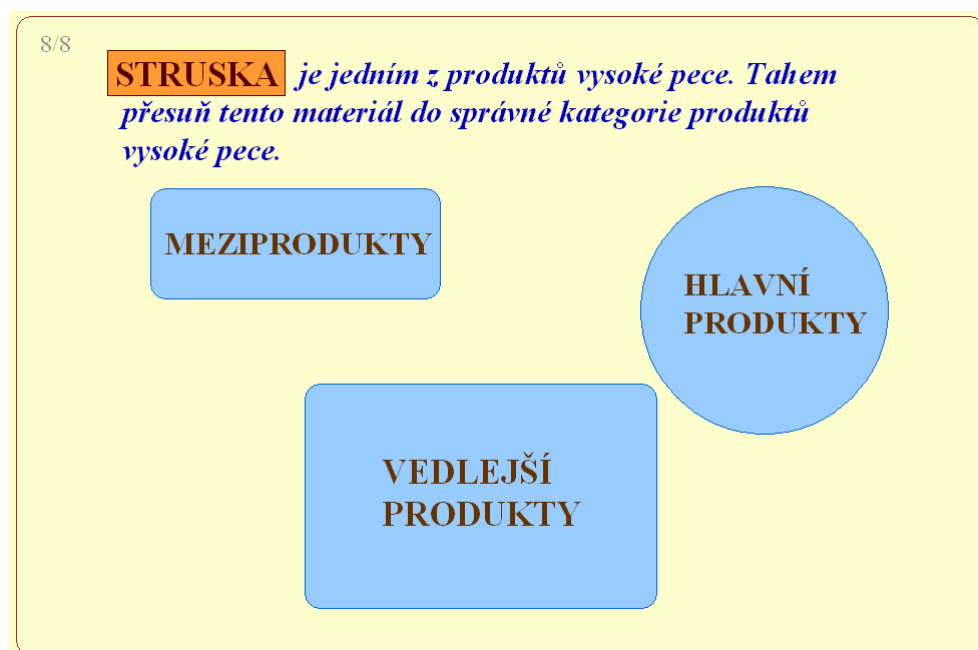 8/8
STRUSKA je jedním z produktů vysoké pece. Tahem
přesuň tento materiál do správné kategorie produktů
vysoké pece.
MEZIPRODUKTY
HLAVNÍ
PRODUKTY
VEDLEJŠÍ
PRODUKTY